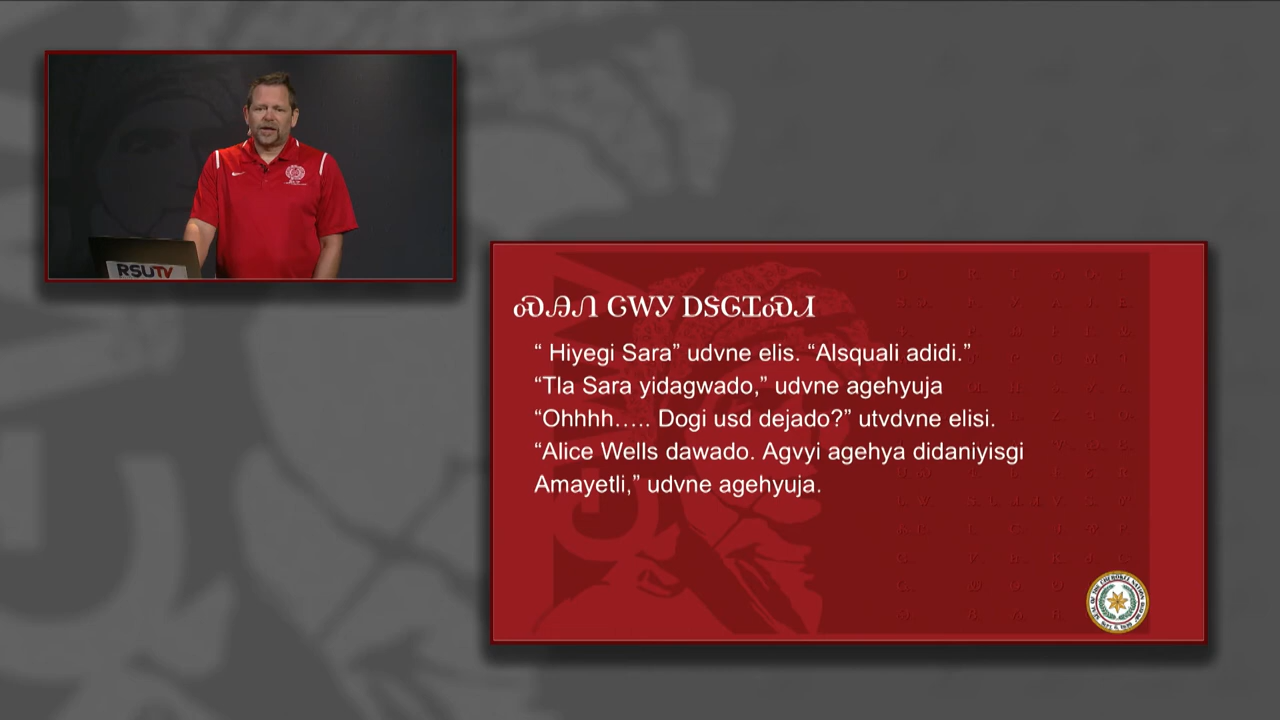 RSUTV
ᏍᎯᏁ ᏣᎳᎩ ᎠᏕᎶᏆᏍᏗ
“ Hiyegi Sara” udvne elis. “Alsquali adidi.”
“Tla Sara yidagwado,” udvne agehyuja
“Ohhhh….. Dogi usd dejado?” utvdvne elisi.
“Alice Wells dawado. Agvyi agehya didaniyisgi
Amayetli,” udvne agehyuja.